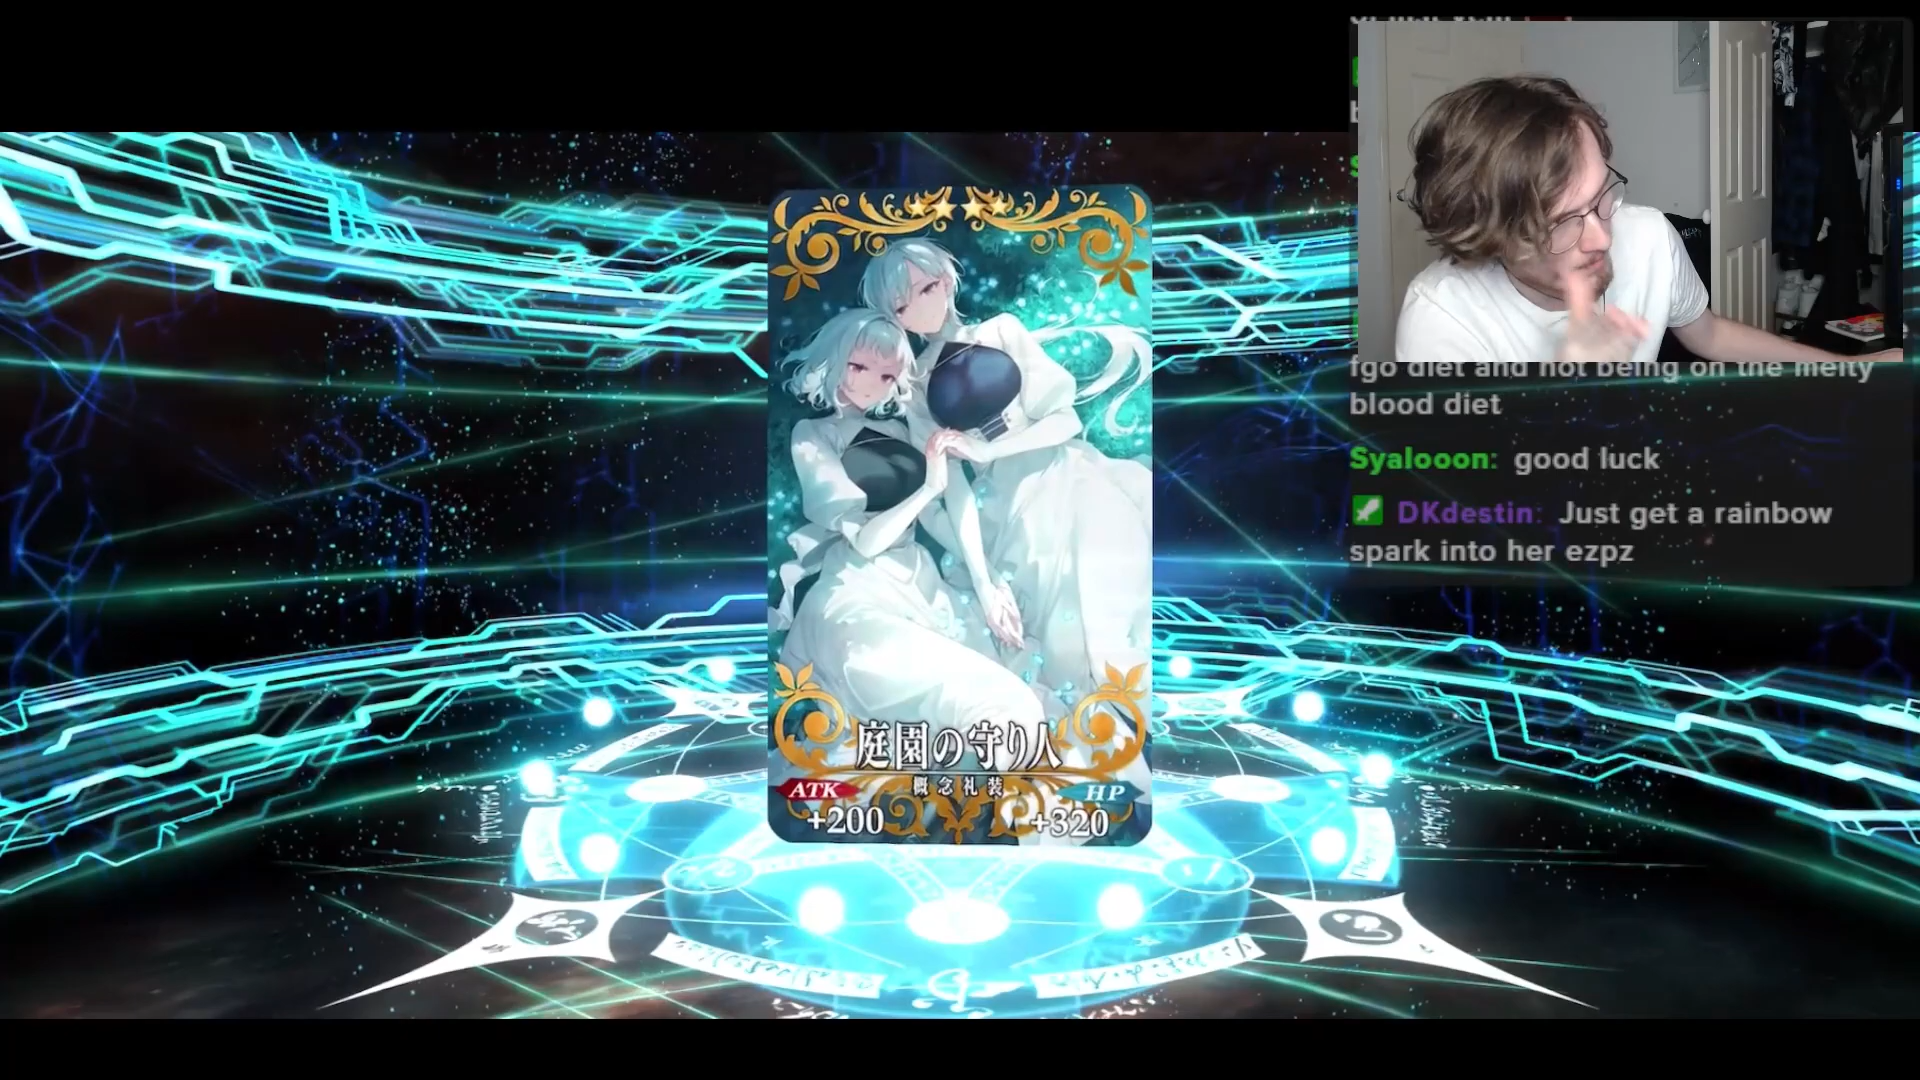 庭園の守り人
概念礼装
ATK
HP
+200
+320
fgo diet and not being on the melty
blood diet
Syalooon: good luck
DKdestin: Just get a rainbow
spark into her ezpz